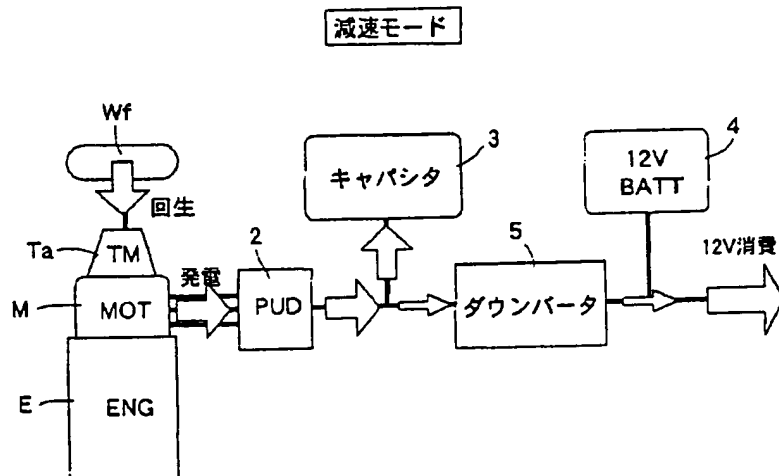 減速モード
Wf
回生
Ta
TM
M
MOT
E
ENG
発電
2
PUD
3
キャパシタ
5
ダウンバータ
4
12V
BATT
12V消費